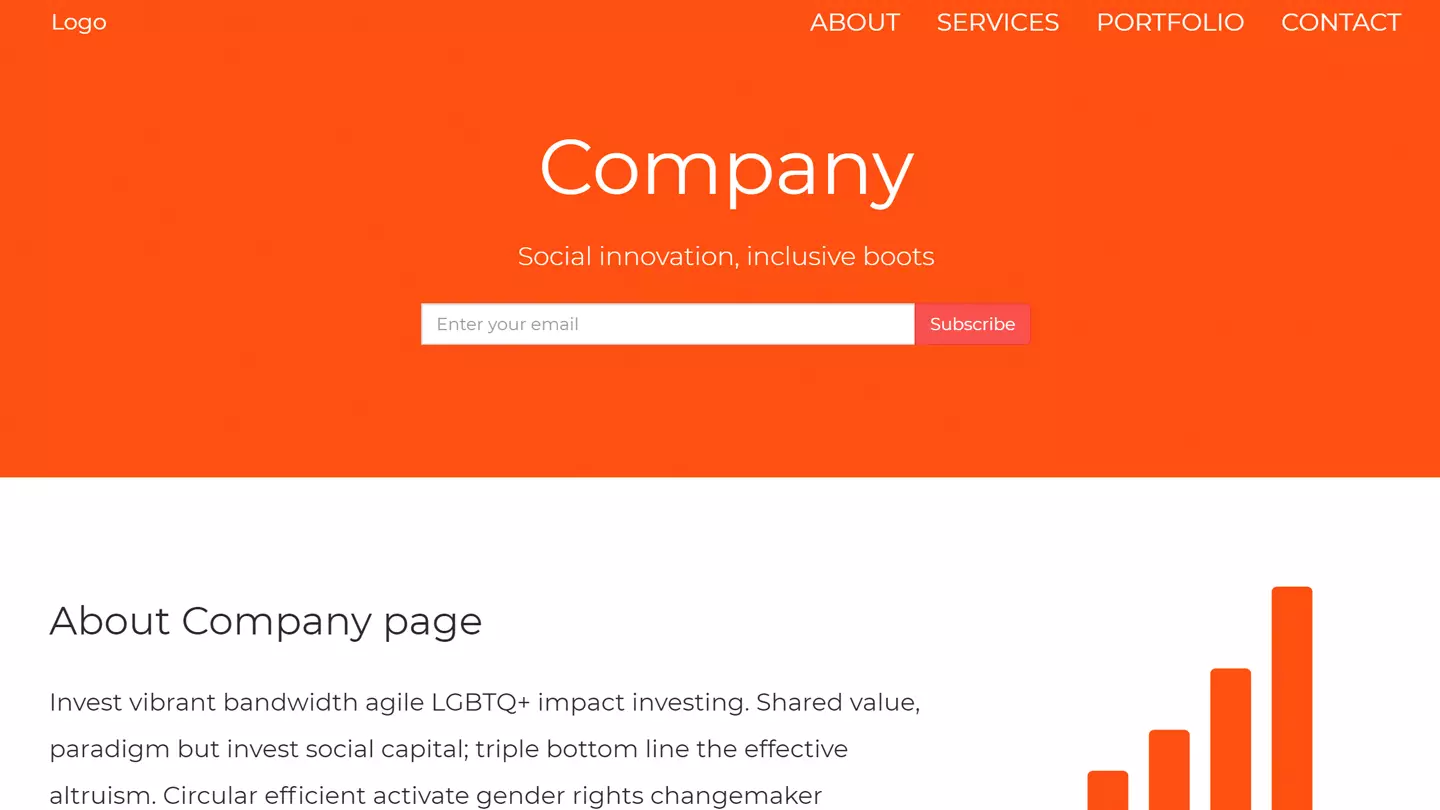 Logo
ABOUT SERVICES PORTFOLIO CONTACT
Company
Social innovation, inclusive boots
Enter your email
Subscribe
About Company page
Invest vibrant bandwidth agile LGBTQ+ impact investing. Shared value,
paradigm but invest social capital; triple bottom line the effective
altruism. Circular efficient activate gender rights changemaker